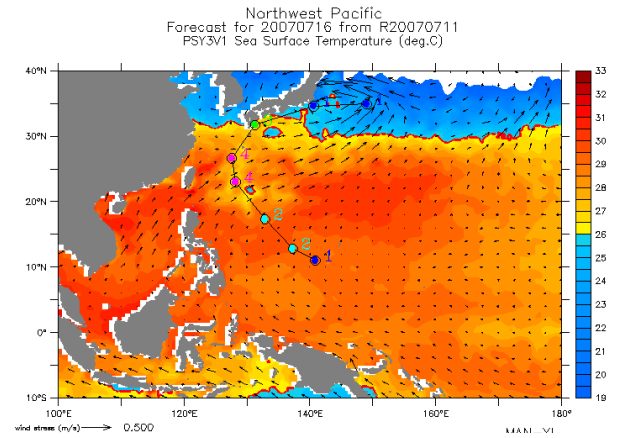 Northwest Pacific
Forecast for 20070716 from R20070711
PSY3V1 Sea Surface Temperature (deg.C)
40°N
30°N
20°N
10°N
0°
10°S
4
4
2
2
1
33
32
31
30
29
28
27
26
25
24
23
22
21
20
19
100°E
120°E
140°E
160°E
180°
wind stress (m/s)
0.500
MAN-YI